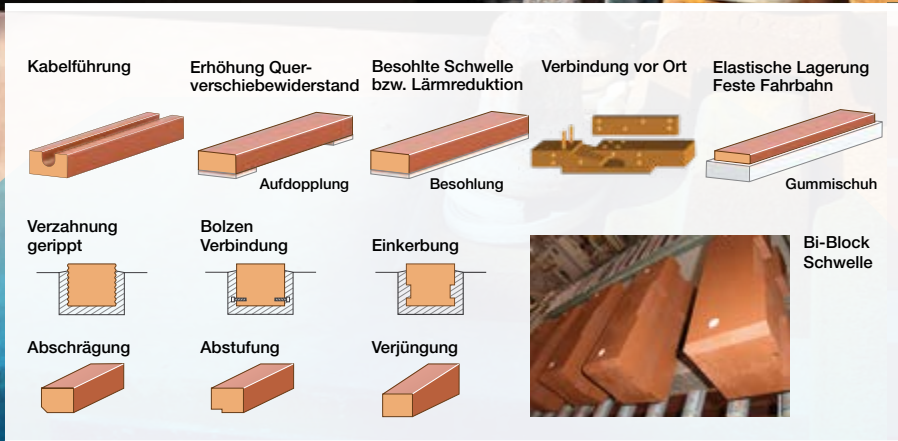 Kabelführung
Erhöhung Quer-
verschiebewiderstand
Besohlte Schwelle
bzw. Lärmreduktion
Verbindung vor Ort
Elastische Lagerung
Feste Fahrbahn
Aufdopplung
Besohlung
Gummischuh
Verzahnung
gerippt
Bolzen
Verbindung
Einkerbung
Bi-Block
Schwelle
Abschrägung
Abstufung
Verjüngung